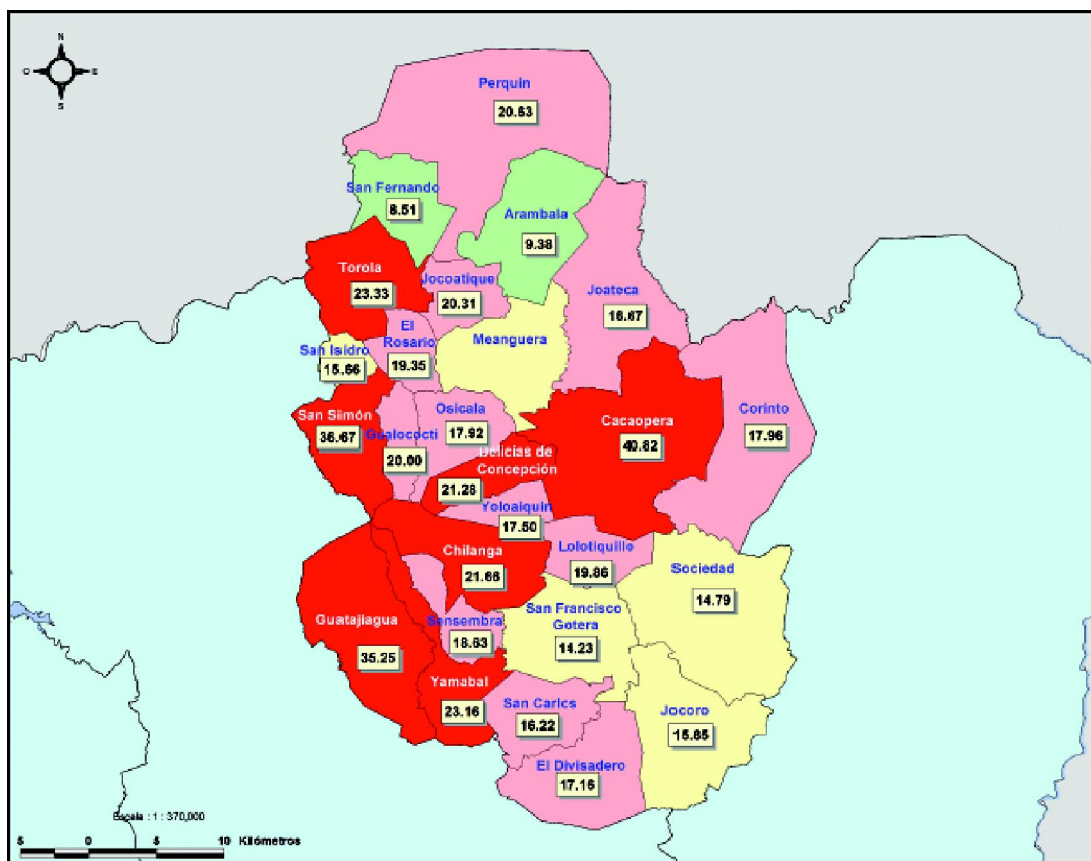 N
O
E
S
Perquin
20.63
San Fernando
8.51
Arambala
9.38
Torola
23.33
Jocoatique
20.31
Joateca
16.67
El
Rosario
19.35
Meanguera
San Isidro
15.66
San Simón
36.67
Gualococti
20.00
Osicala
17.92
Cacaopera
40.82
Corinto
17.96
Delicias de
Concepción
21.28
Yoloaiquin
17.50
Chilanga
21.66
Lolotiquillo
19.86
Sociedad
14.79
Guatajiagua
35.25
Sensembra
18.63
San Francisco
Gotera
14.23
Yamabal
23.16
San Carlos
16.22
Jocoro
15.85
El Divisadero
17.16
Escala : 1 : 370,000
5 0 5 10 Kilómetros